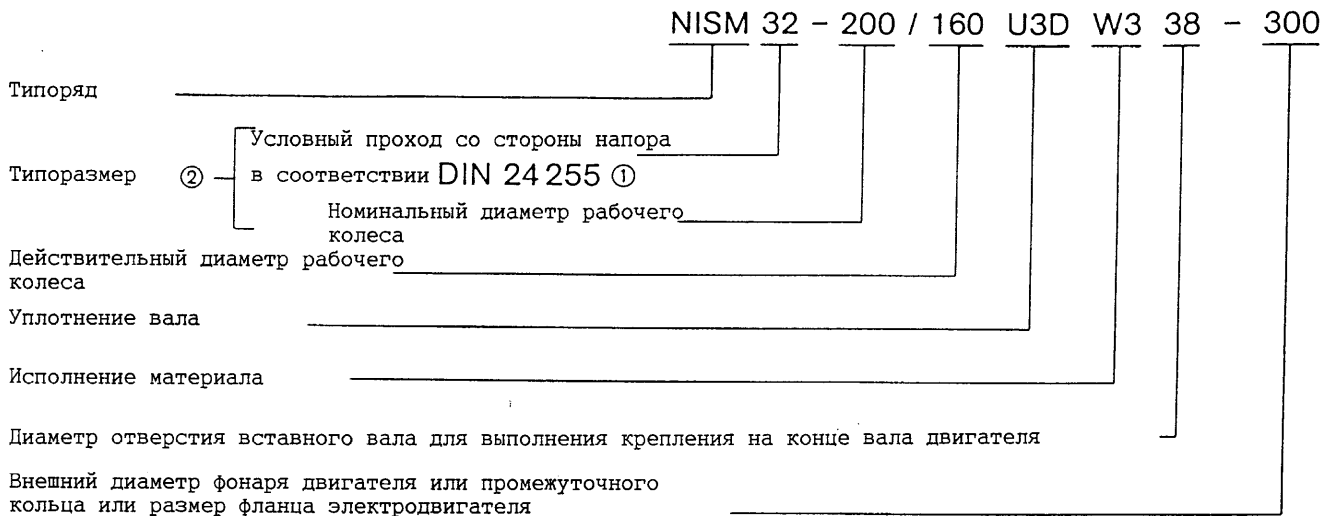 NISM 32 - 200 / 160 U3D W3 38 - 300
Типоряд
Условный проход со стороны напора
Типоразмер ② в соответствии DIN 24255 ①
Номинальный диаметр рабочего
колеса
Действительный диаметр рабочего
колеса
Уплотнение вала
Исполнение материала
Диаметр отверстия вставного вала для выполнения крепления на конце вала двигателя
Внешний диаметр фонаря двигателя или промежуточного
кольца или размер фланца электродвигателя